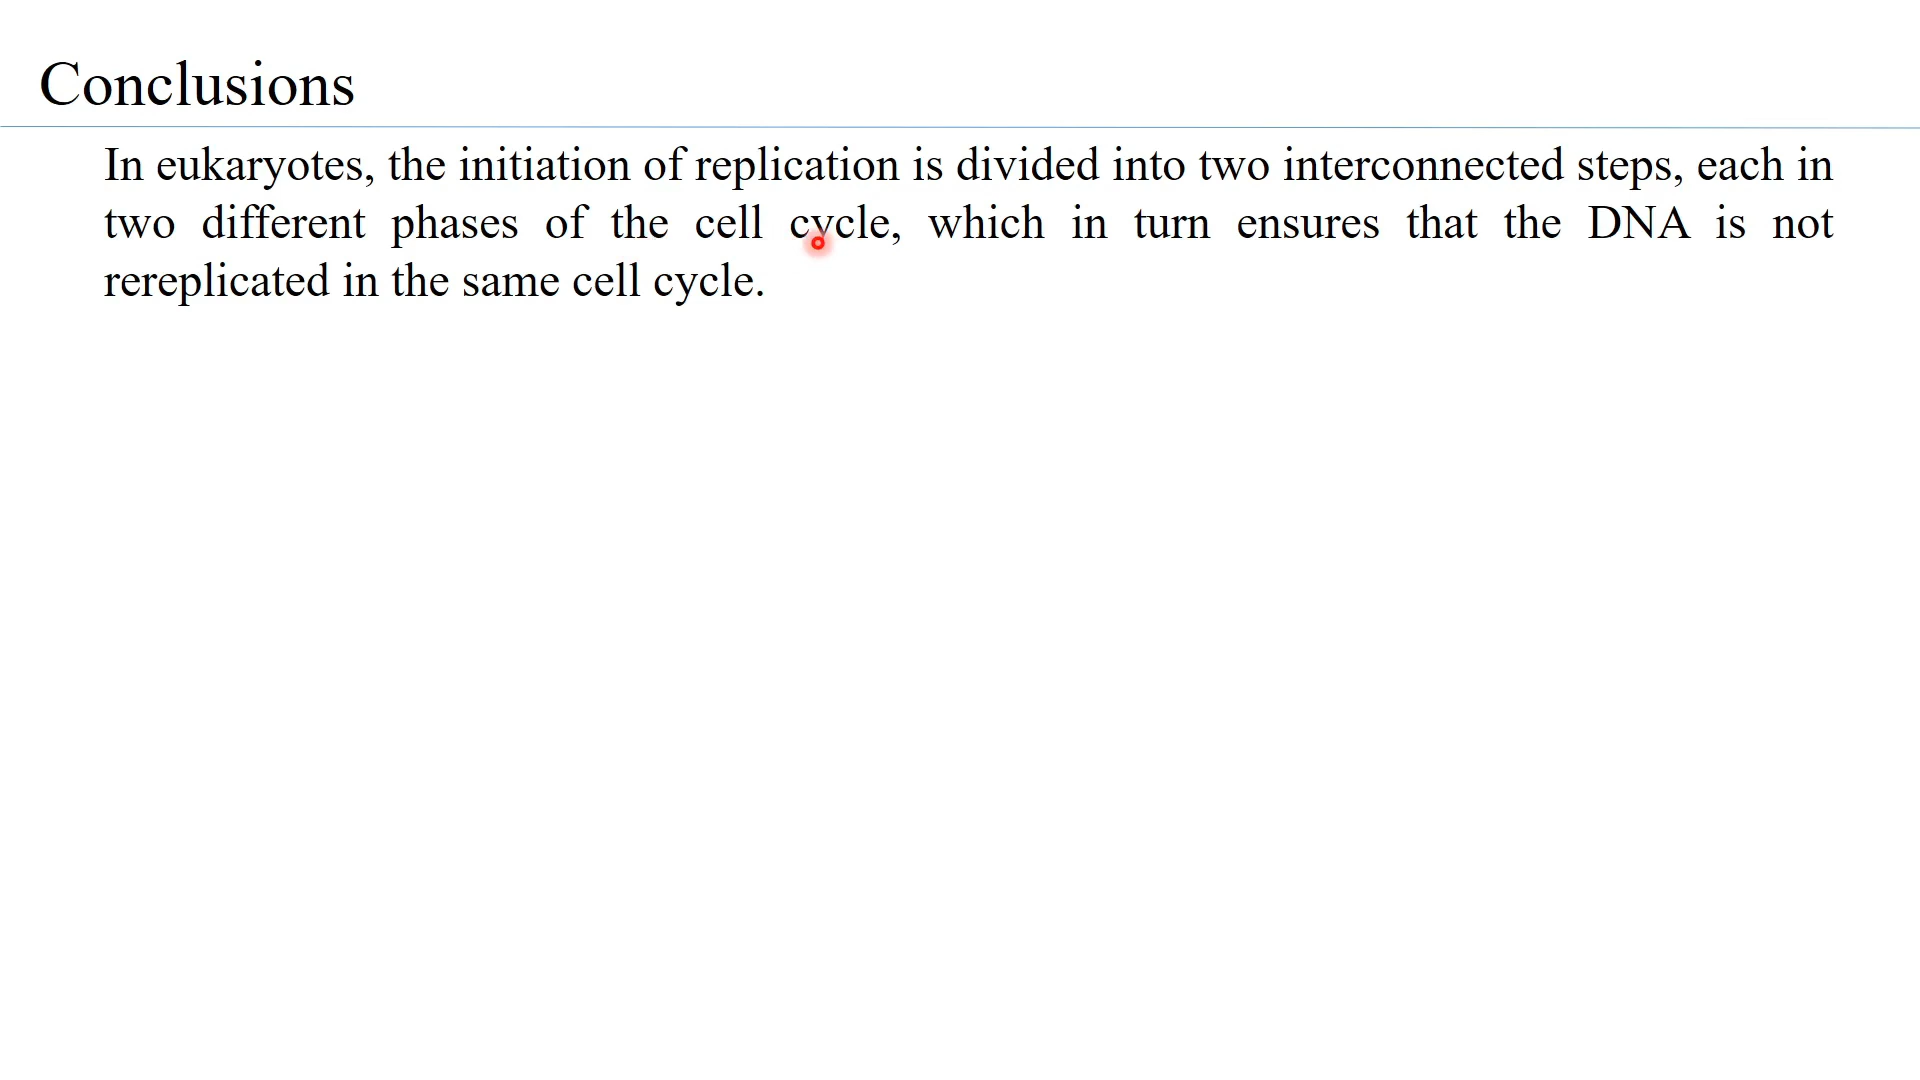 Conclusions
In eukaryotes, the initiation of replication is divided into two interconnected steps, each in
two different phases of the cell cycle, which in turn ensures that the DNA is not
rereplicated in the same cell cycle.